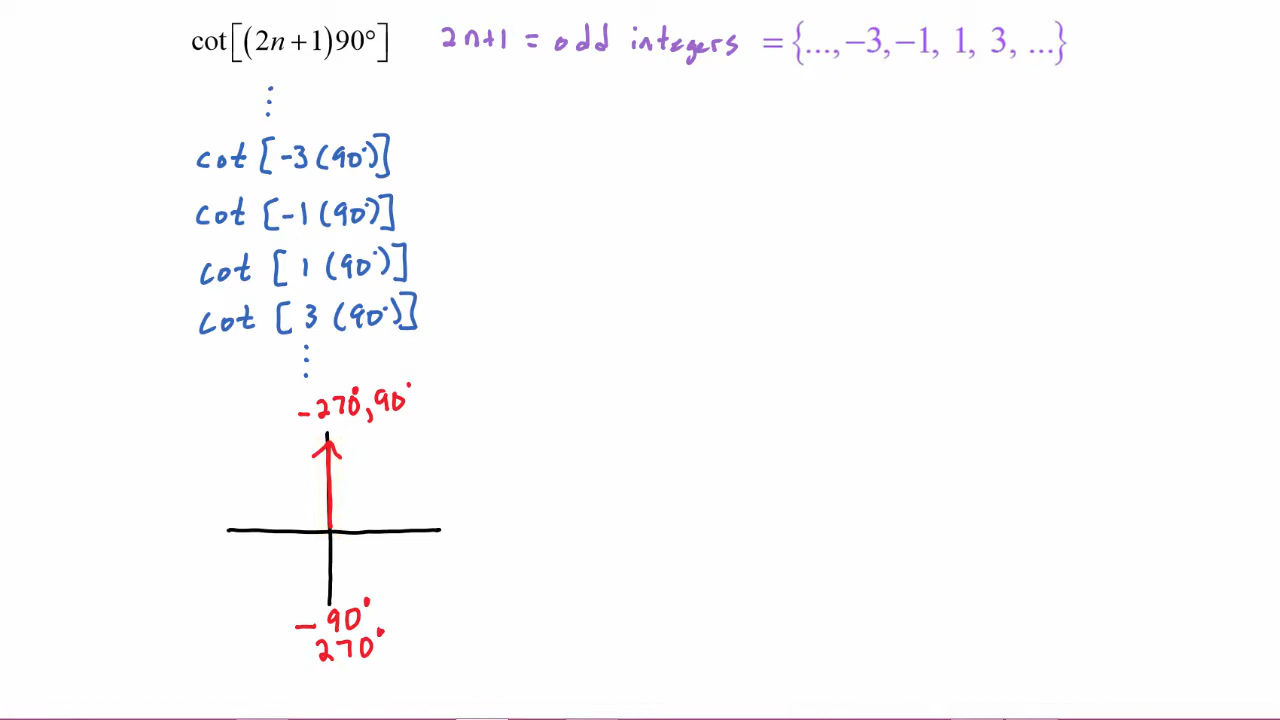 cot[(2n+1)90°] 2n+1 = odd integers = {..., −3, −1, 1, 3, ...}
⋮
cot [-3(90°)]
cot [-1(90°)]
cot [1(90°)]
cot [3(90°)]
⋮
-270°, 90°
-90°
270°